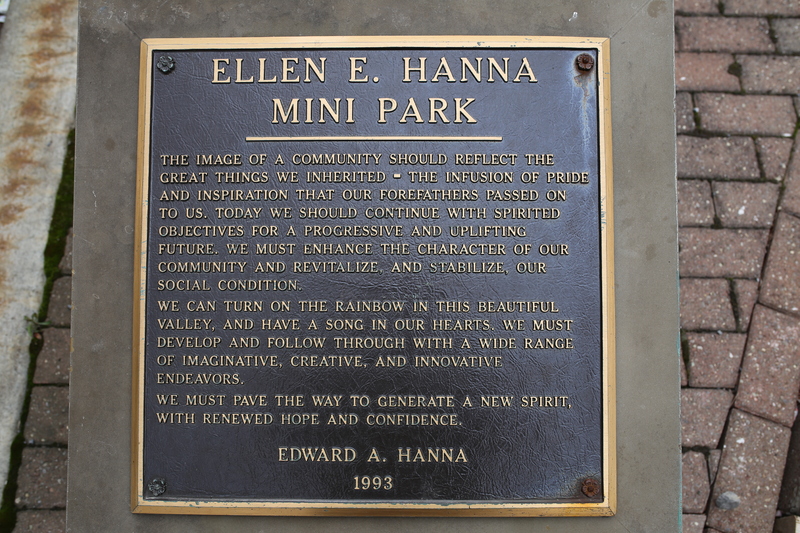 ELLEN E. HANNA
MINI PARK
THE IMAGE OF A COMMUNITY SHOULD REFLECT THE
GREAT THINGS WE INHERITED - THE INFUSION OF PRIDE
AND INSPIRATION THAT OUR FOREFATHERS PASSED ON
TO US. TODAY WE SHOULD CONTINUE WITH SPIRITED
OBJECTIVES FOR A PROGRESSIVE AND UPLIFTING
FUTURE. WE MUST ENHANCE THE CHARACTER OF OUR
COMMUNITY AND REVITALIZE, AND STABILIZE, OUR
SOCIAL CONDITION.
WE CAN TURN ON THE RAINBOW IN THIS BEAUTIFUL
VALLEY, AND HAVE A SONG IN OUR HEARTS. WE MUST
DEVELOP AND FOLLOW THROUGH WITH A WIDE RANGE
OF IMAGINATIVE, CREATIVE, AND INNOVATIVE
ENDEAVORS.
WE MUST PAVE THE WAY TO GENERATE A NEW SPIRIT,
WITH RENEWED HOPE AND CONFIDENCE.
EDWARD A. HANNA
1993